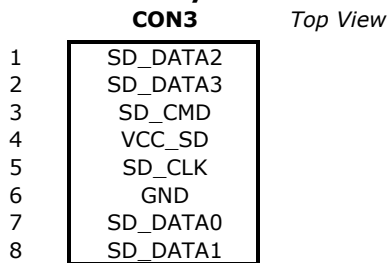 CON3 Top View
1 SD_DATA2
2 SD_DATA3
3 SD_CMD
4 VCC_SD
5 SD_CLK
6 GND
7 SD_DATA0
8 SD_DATA1